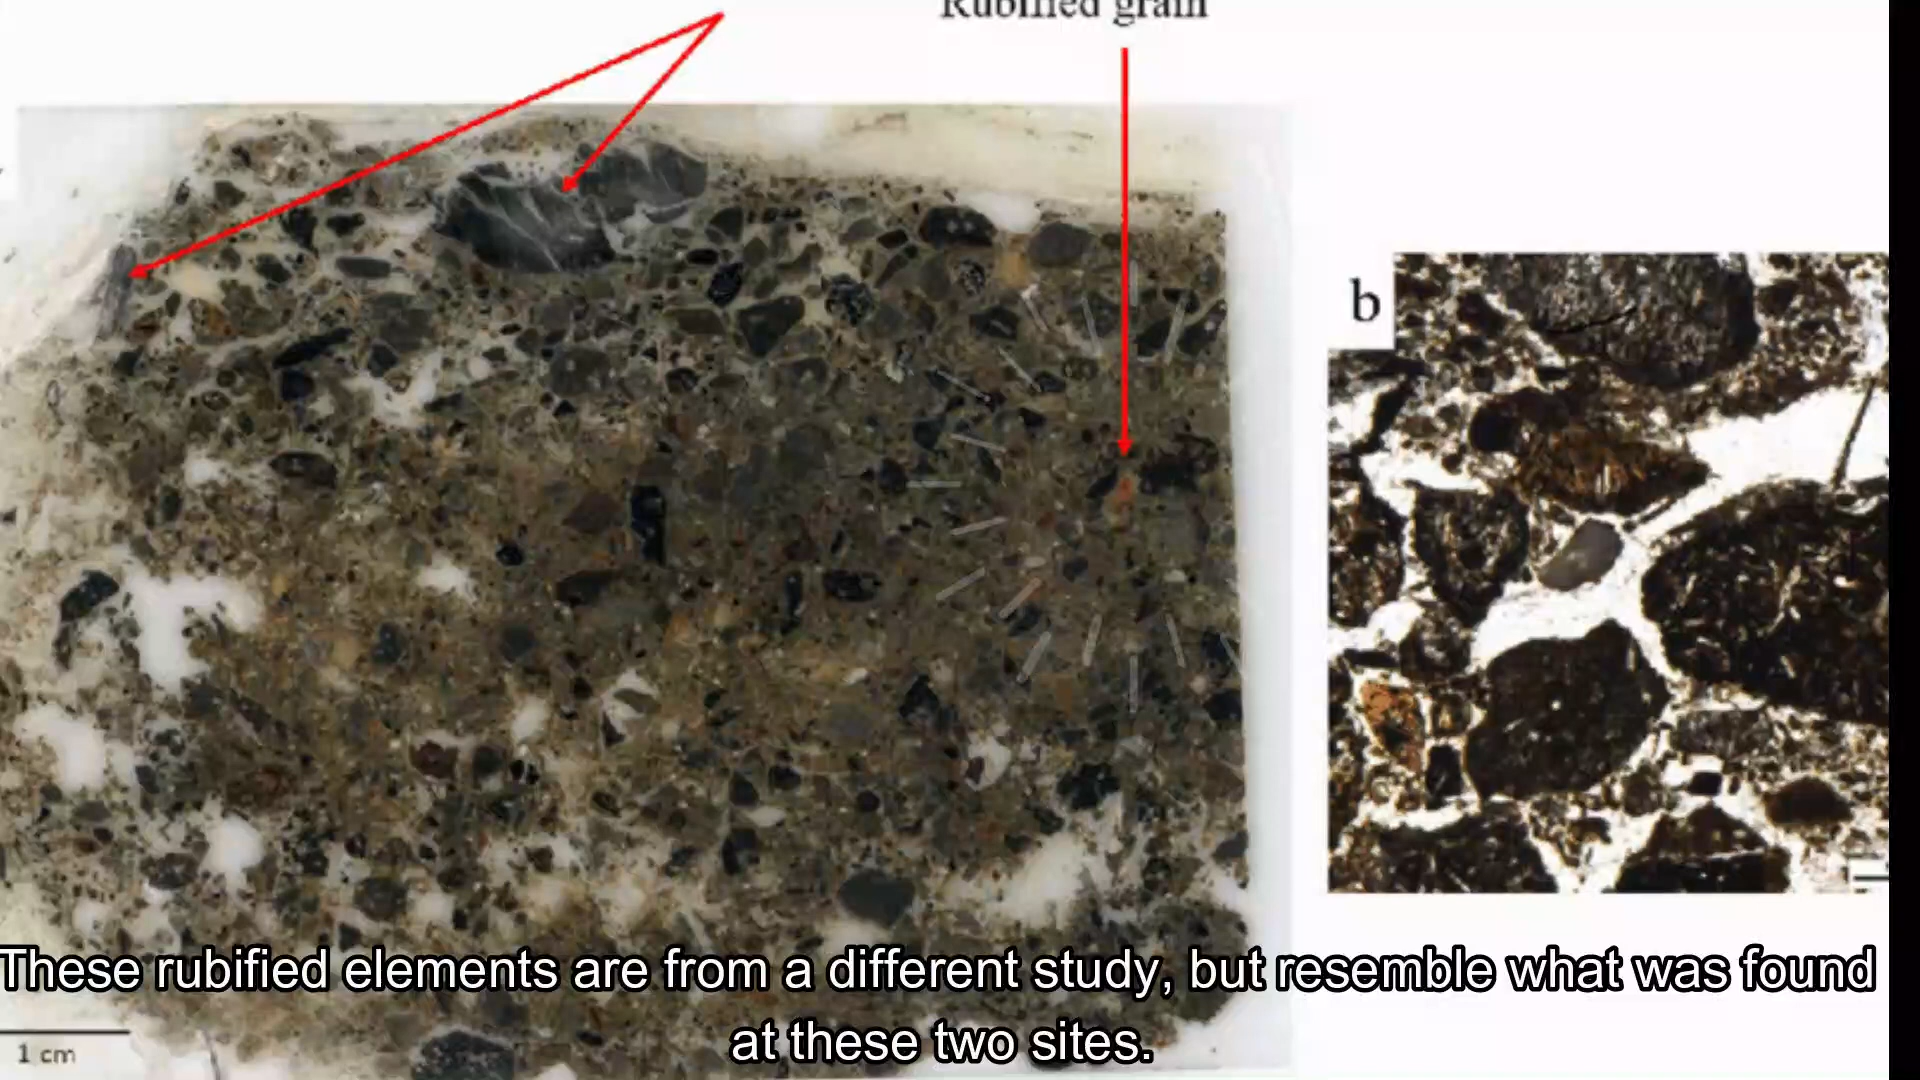 Rubified grain
b
1 cm
These rubified elements are from a different study, but resemble what was found
at these two sites.